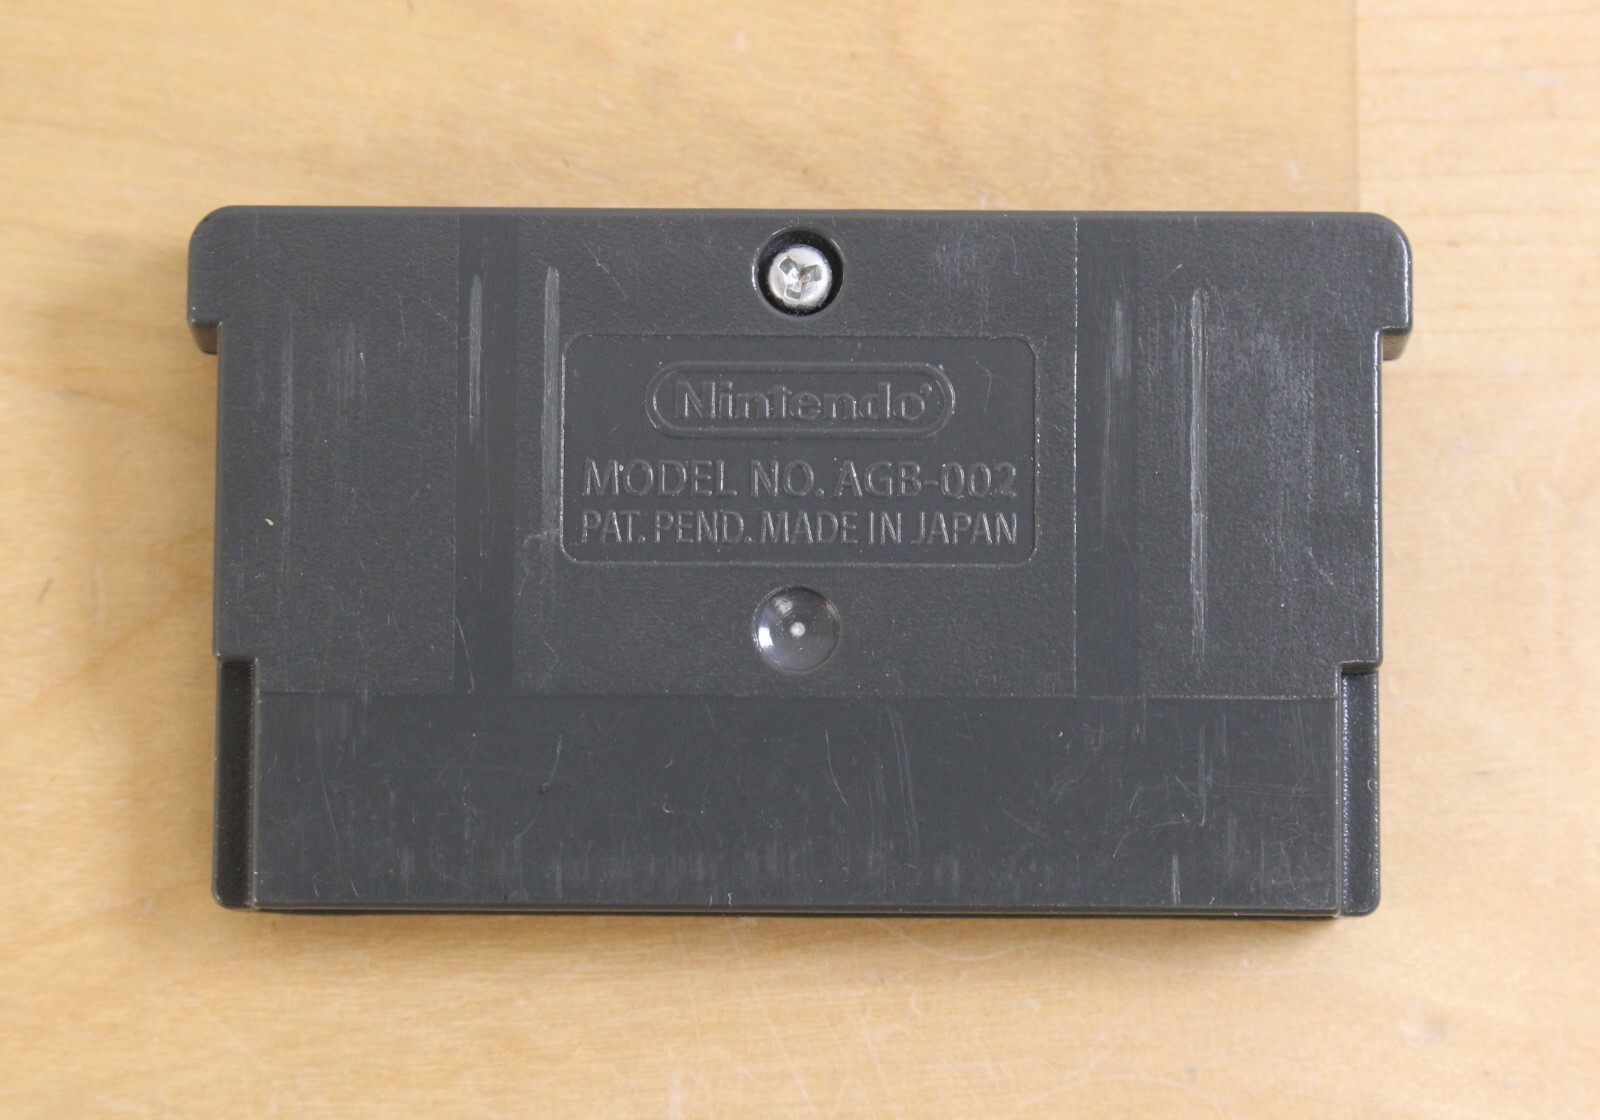 Nintendo®
MODEL NO. AGB-002
PAT. PEND. MADE IN JAPAN